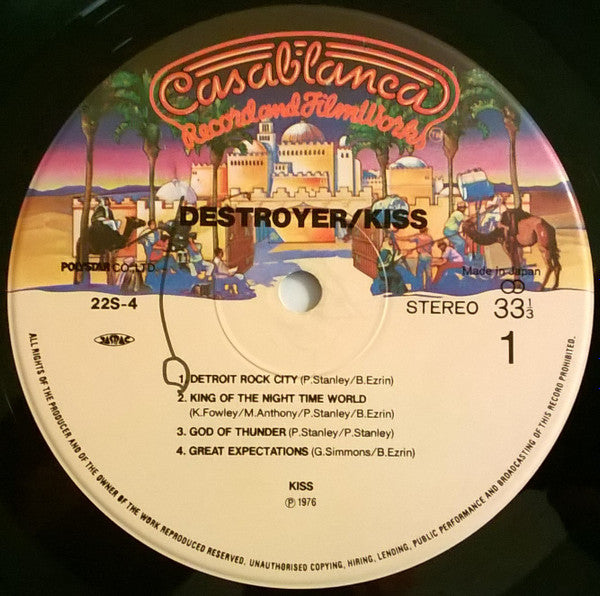 Casablanca
Record and FilmWorks
DESTROYER/KISS
POLYSTAR CO., LTD.
Made in Japan
22S-4
STEREO 33 1/3
JASRAC
1
1. DETROIT ROCK CITY (P.Stanley/B.Ezrin)
2. KING OF THE NIGHT TIME WORLD
(K.Fowley/M.Anthony/P.Stanley/B.Ezrin)
3. GOD OF THUNDER (P.Stanley/P.Stanley)
4. GREAT EXPECTATIONS (G.Simmons/B.Ezrin)
KISS
Ⓟ 1976
ALL RIGHTS OF THE PRODUCER AND OF THE OWNER OF THE WORK REPRODUCED RESERVED. UNAUTHORISED COPYING, HIRING, LENDING, PUBLIC PERFORMANCE AND BROADCASTING OF THIS RECORD PROHIBITED.